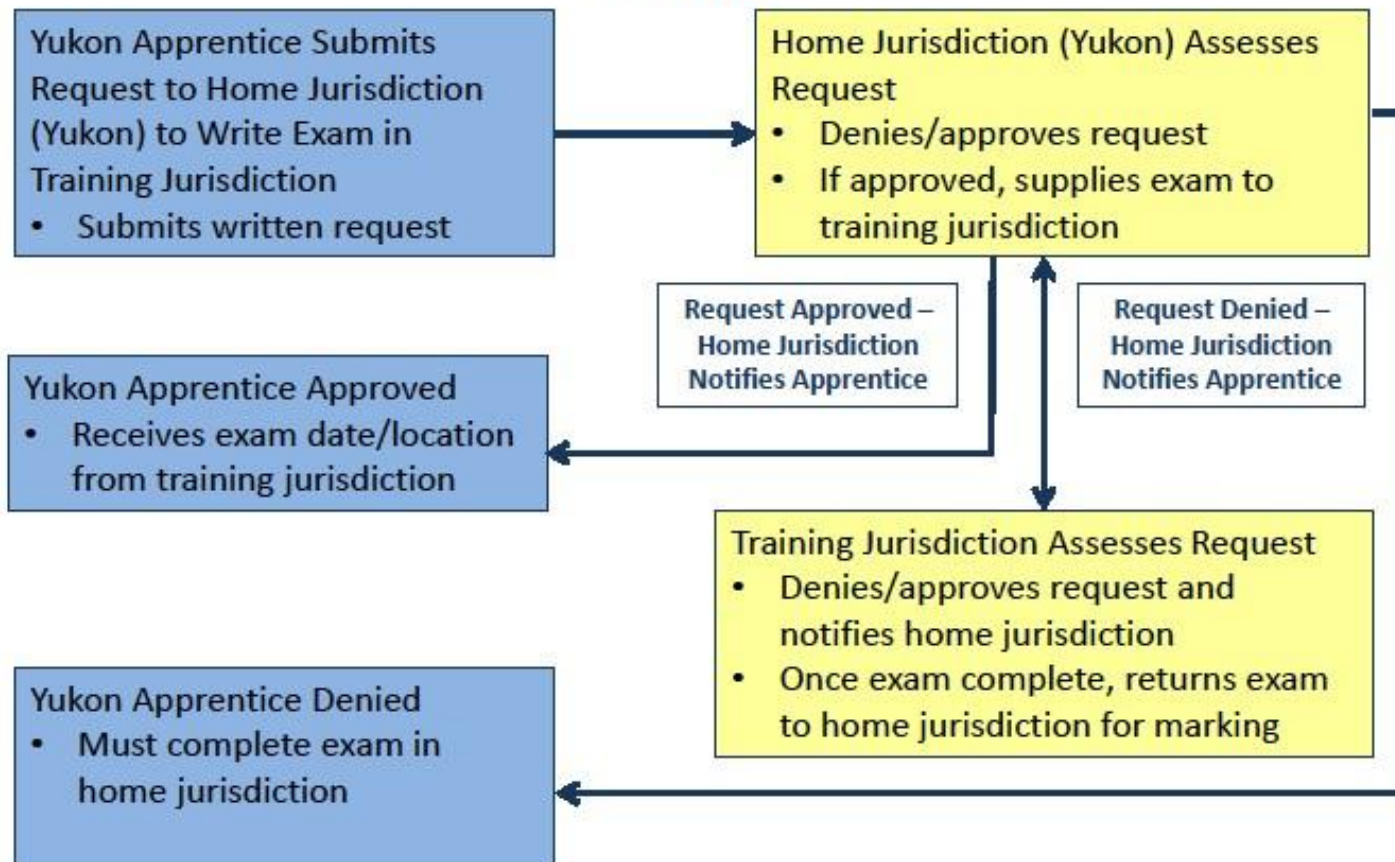 Yukon Apprentice Submits
Request to Home Jurisdiction
(Yukon) to Write Exam in
Training Jurisdiction
• Submits written request
Home Jurisdiction (Yukon) Assesses
Request
• Denies/approves request
• If approved, supplies exam to
training jurisdiction
Request Approved –
Home Jurisdiction
Notifies Apprentice
Request Denied –
Home Jurisdiction
Notifies Apprentice
Yukon Apprentice Approved
• Receives exam date/location
from training jurisdiction
Training Jurisdiction Assesses Request
• Denies/approves request and
notifies home jurisdiction
• Once exam complete, returns exam
to home jurisdiction for marking
Yukon Apprentice Denied
• Must complete exam in
home jurisdiction